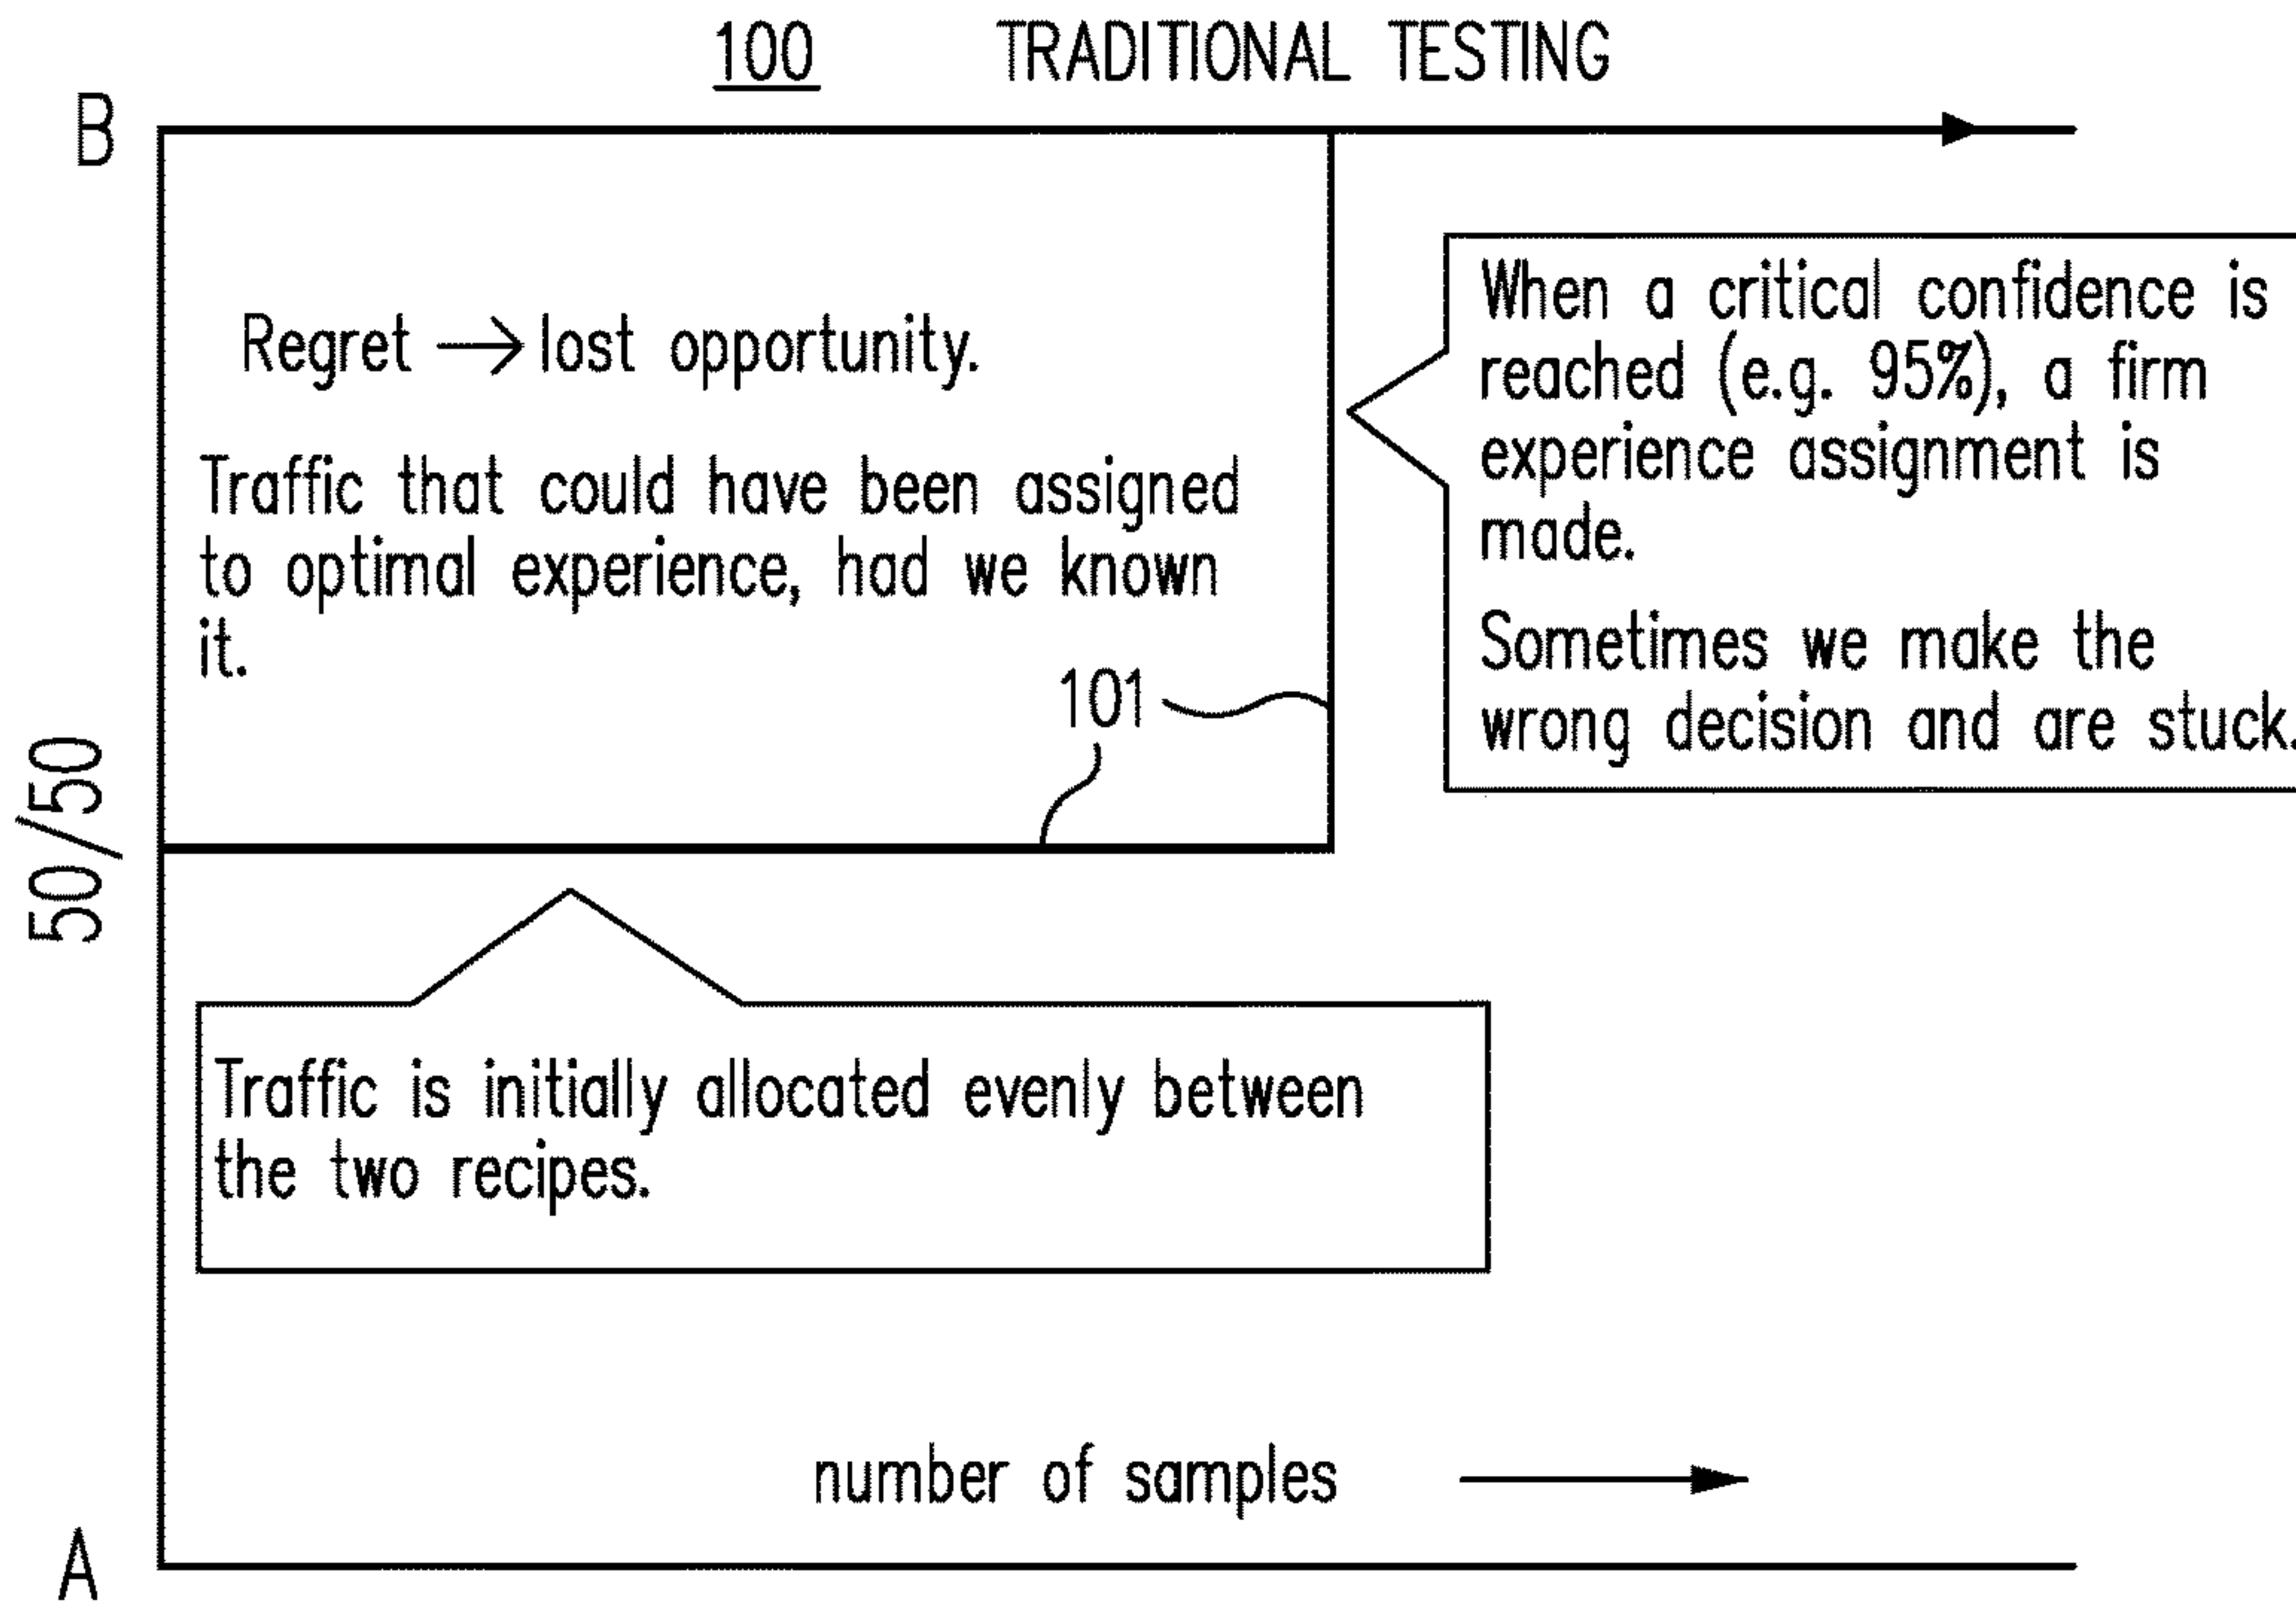 100 TRADITIONAL TESTING
B
Regret → lost opportunity.
Traffic that could have been assigned
to optimal experience, had we known
it.
101
When a critical confidence is
reached (e.g. 95%), a firm
experience assignment is
made.
Sometimes we make the
wrong decision and are stuck.
50/50
Traffic is initially allocated evenly between
the two recipes.
number of samples
A